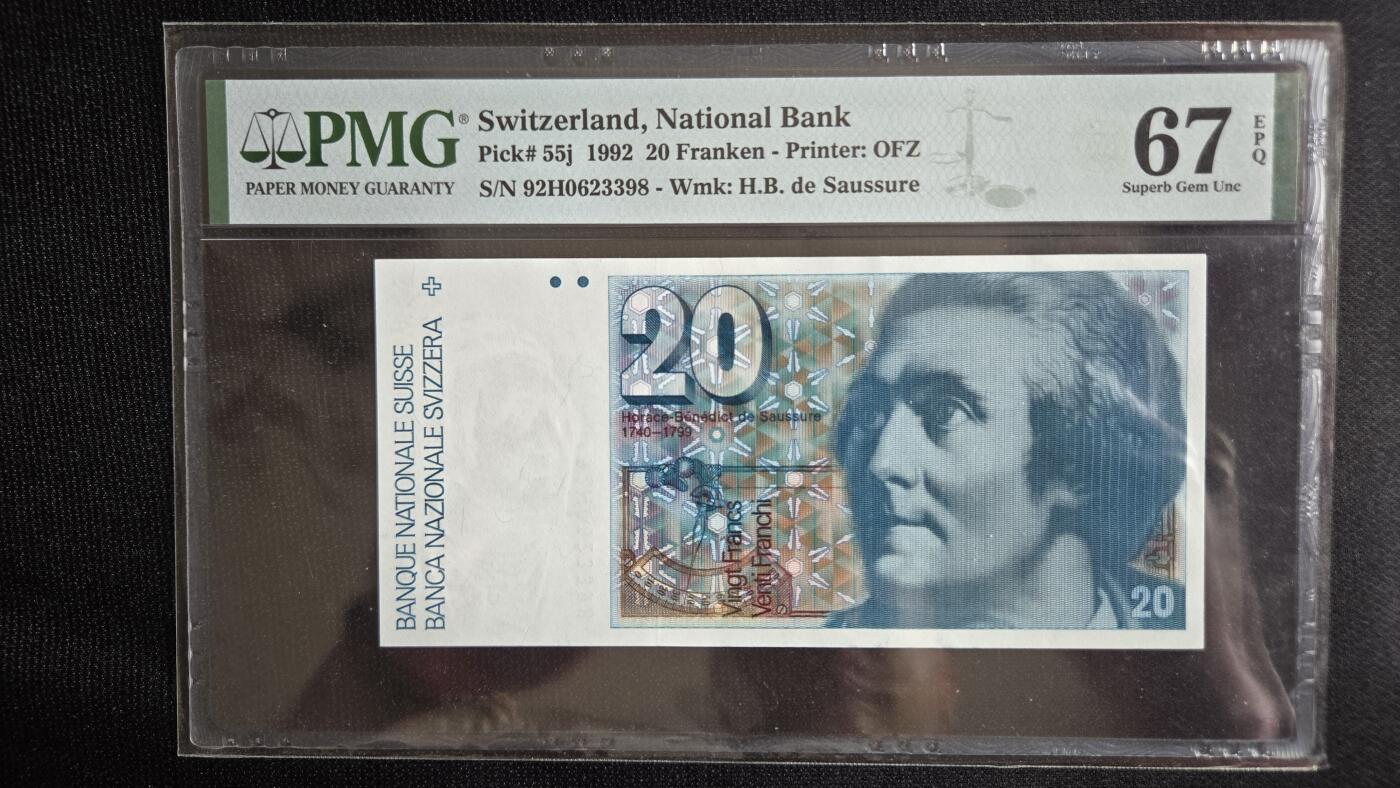 PMG®
PAPER MONEY GUARANTY
Switzerland, National Bank
Pick# 55j 1992 20 Franken - Printer: OFZ
S/N 92H0623398 - Wmk: H.B. de Saussure
67
EPQ
Superb Gem Unc
BANQUE NATIONALE SUISSE
BANCA NAZIONALE SVIZZERA
20
Horace-Bénédict de Saussure
1740—1799
Vingt Francs
Venti Franchi
20